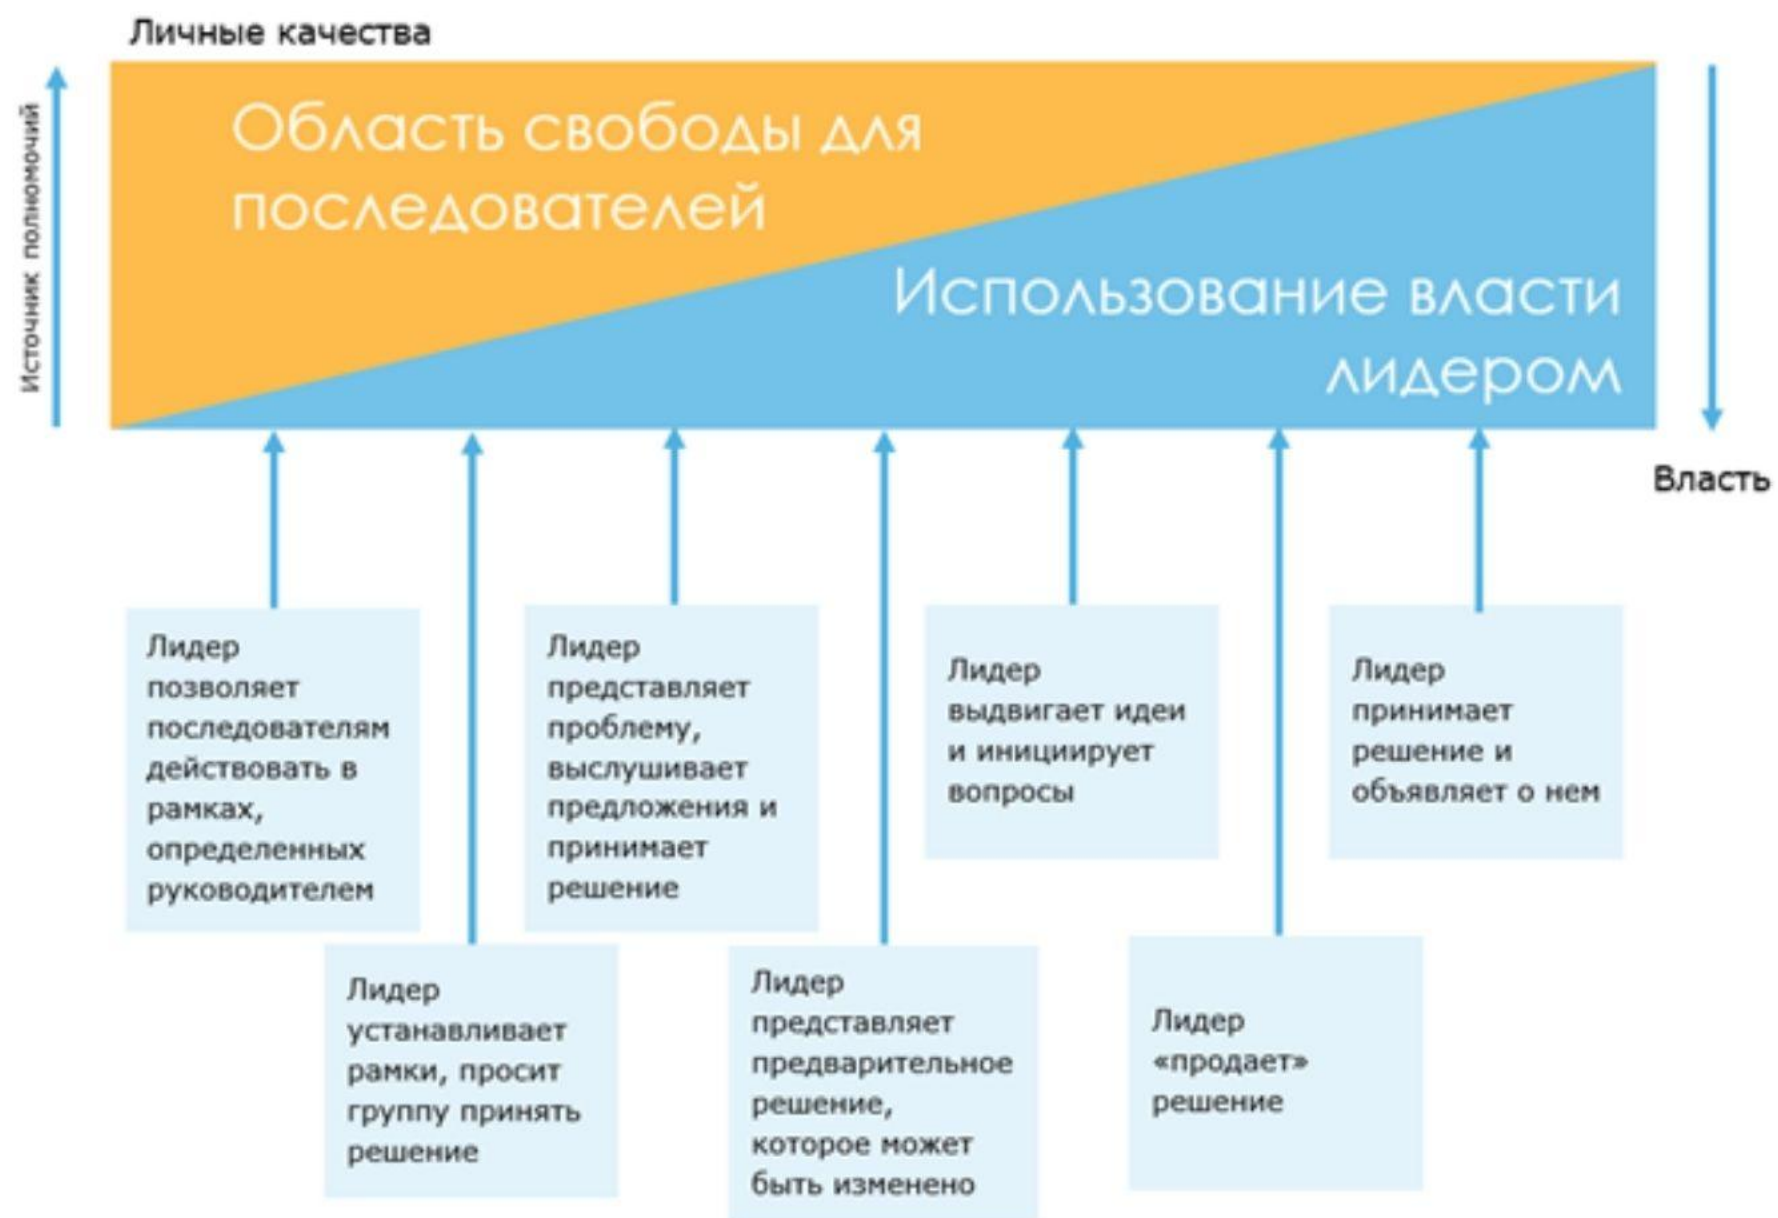 Личные качества
Источник полномочий
Область свободы для
последователей
Использование власти
лидером
Власть
Лидер
позволяет
последователям
действовать в
рамках,
определенных
руководителем
Лидер
устанавливает
рамки, просит
группу принять
решение
Лидер
представляет
проблему,
выслушивает
предложения и
принимает
решение
Лидер
представляет
предварительное
решение,
которое может
быть изменено
Лидер
выдвигает идеи
и инициирует
вопросы
Лидер
«продает»
решение
Лидер
принимает
решение и
объявляет о нем